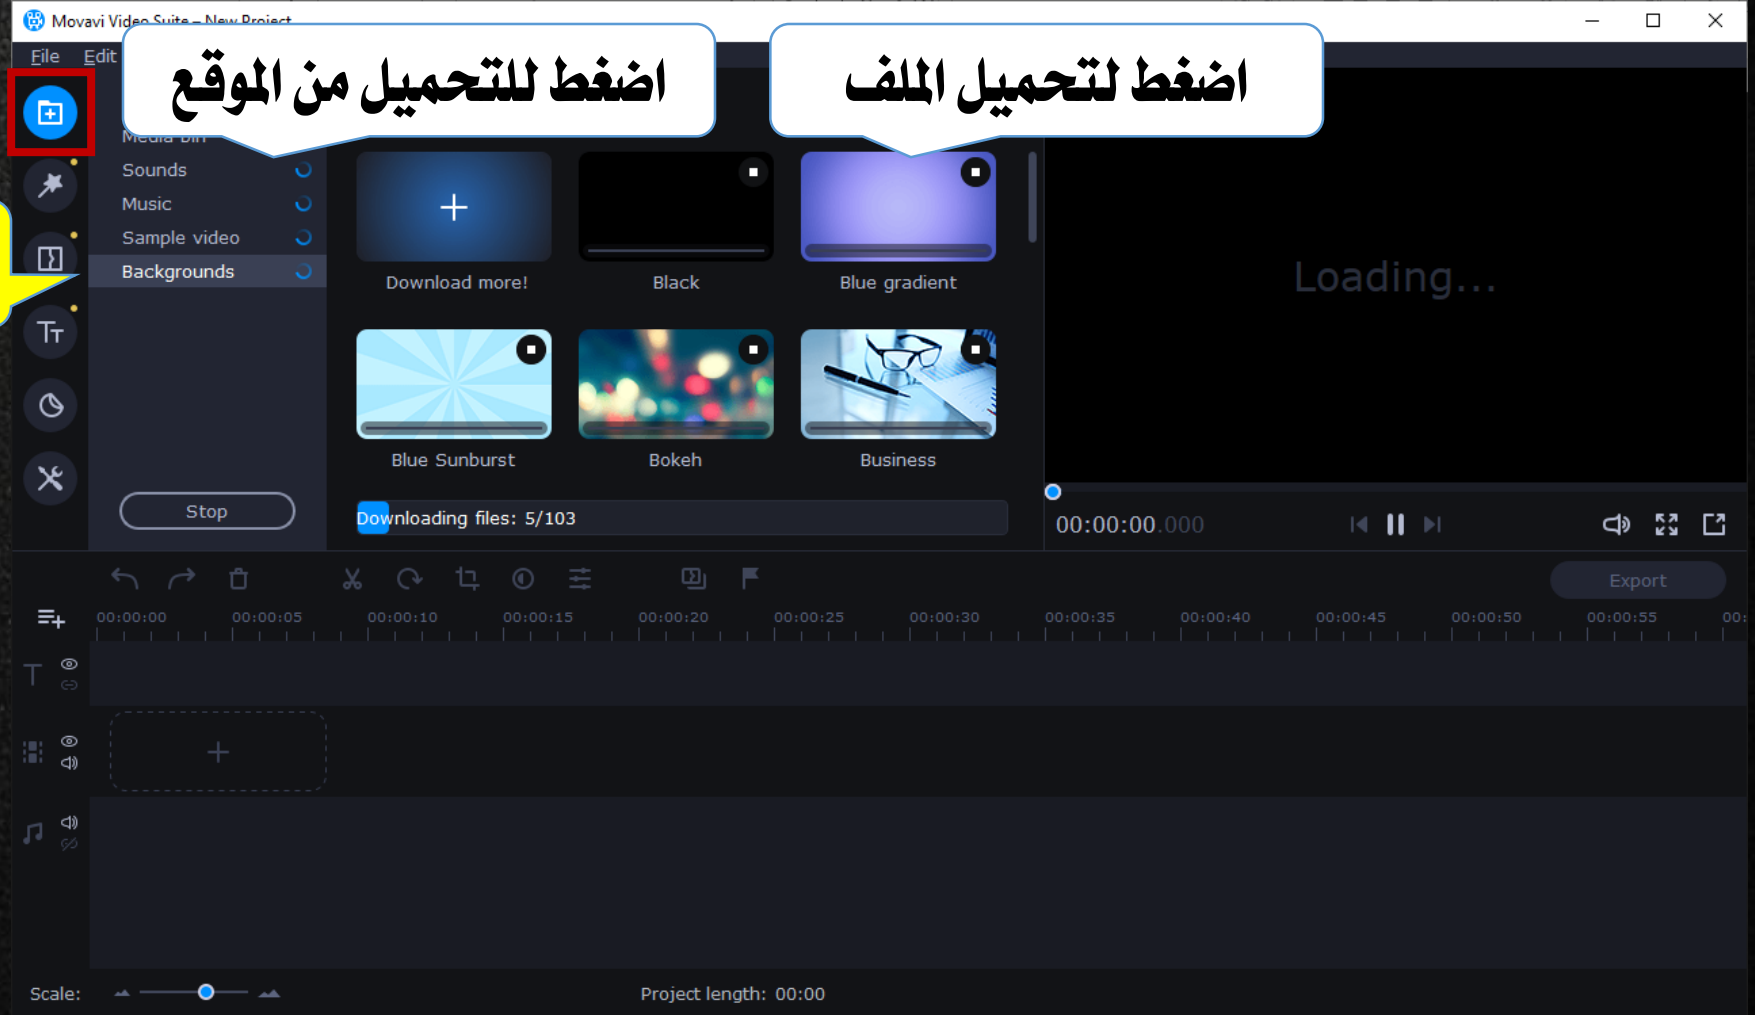 Movavi Video Suite – New Project
File Edit
اضغط للتحميل من الموقع
اضغط لتحميل الملف
Media bin
Sounds
Music
Sample video
Backgrounds
Stop
Download more!
Black
Blue gradient
Blue Sunburst
Bokeh
Business
Downloading files: 5/103
Loading...
00:00:00.000
Export
00:00:00 00:00:05 00:00:10 00:00:15 00:00:20 00:00:25 00:00:30 00:00:35 00:00:40 00:00:45 00:00:50 00:00:55 00:
Scale:
Project length: 00:00